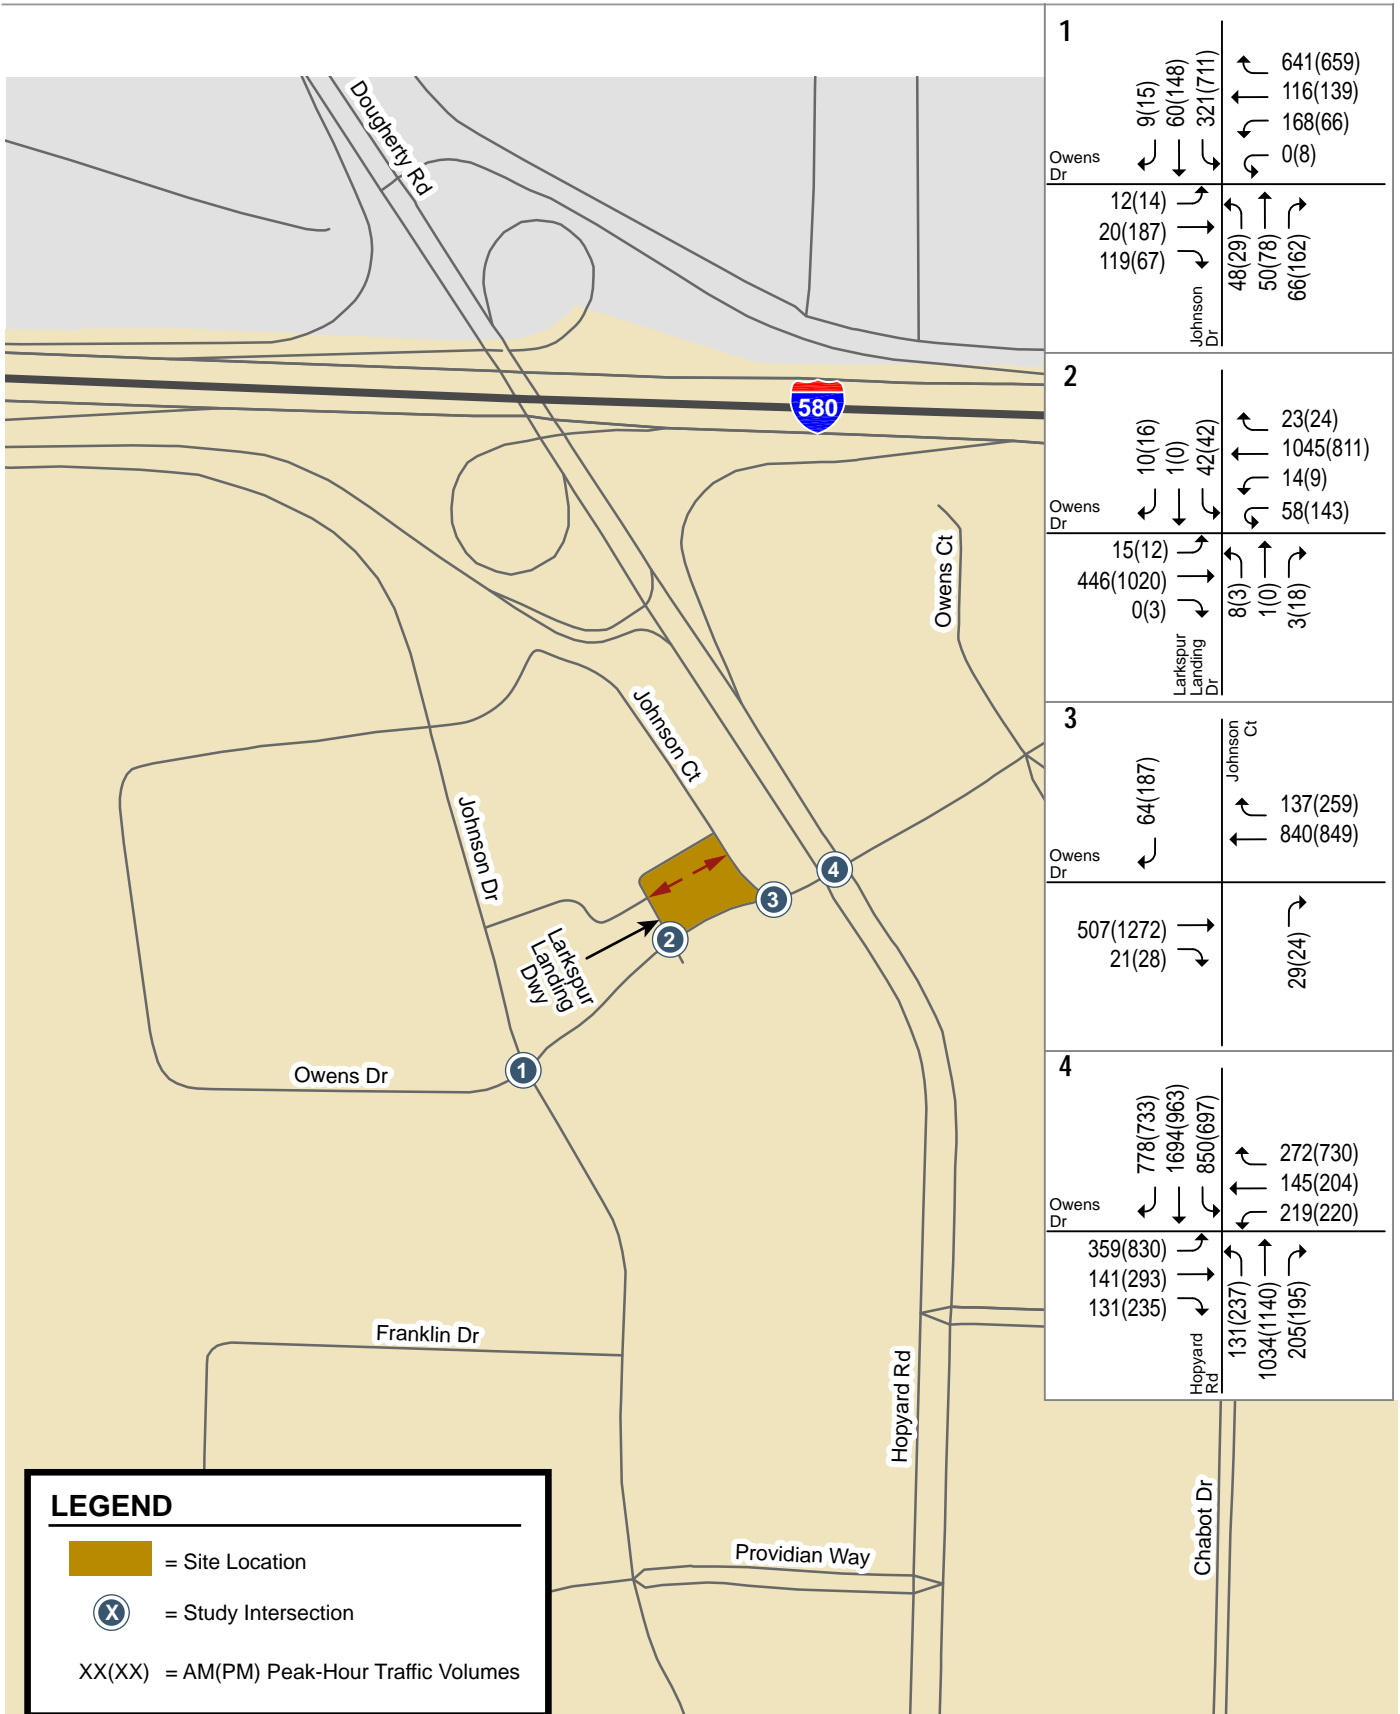 Dougherty Rd
580
Owens Ct
Johnson Ct
Johnson Dr
4
3
2
Larkspur
Landing
Dwy
1
Owens Dr
Franklin Dr
Hopyard Rd
Providian Way
Chabot Dr
LEGEND
= Site Location
X = Study Intersection
XX(XX) = AM(PM) Peak-Hour Traffic Volumes
1
9(15)
60(148)
321(711)
641(659)
116(139)
168(66)
0(8)
Owens
Dr
12(14)
20(187)
119(67)
48(29)
50(78)
66(162)
Johnson
Dr
2
10(16)
1(0)
42(42)
23(24)
1045(811)
14(9)
58(143)
Owens
Dr
15(12)
446(1020)
0(3)
8(3)
1(0)
3(18)
Larkspur
Landing
Dr
3
Johnson
Ct
64(187)
137(259)
840(849)
Owens
Dr
507(1272)
21(28)
29(24)
4
778(733)
1694(963)
850(697)
272(730)
145(204)
219(220)
Owens
Dr
359(830)
141(293)
131(235)
131(237)
1034(1140)
205(195)
Hopyard
Rd